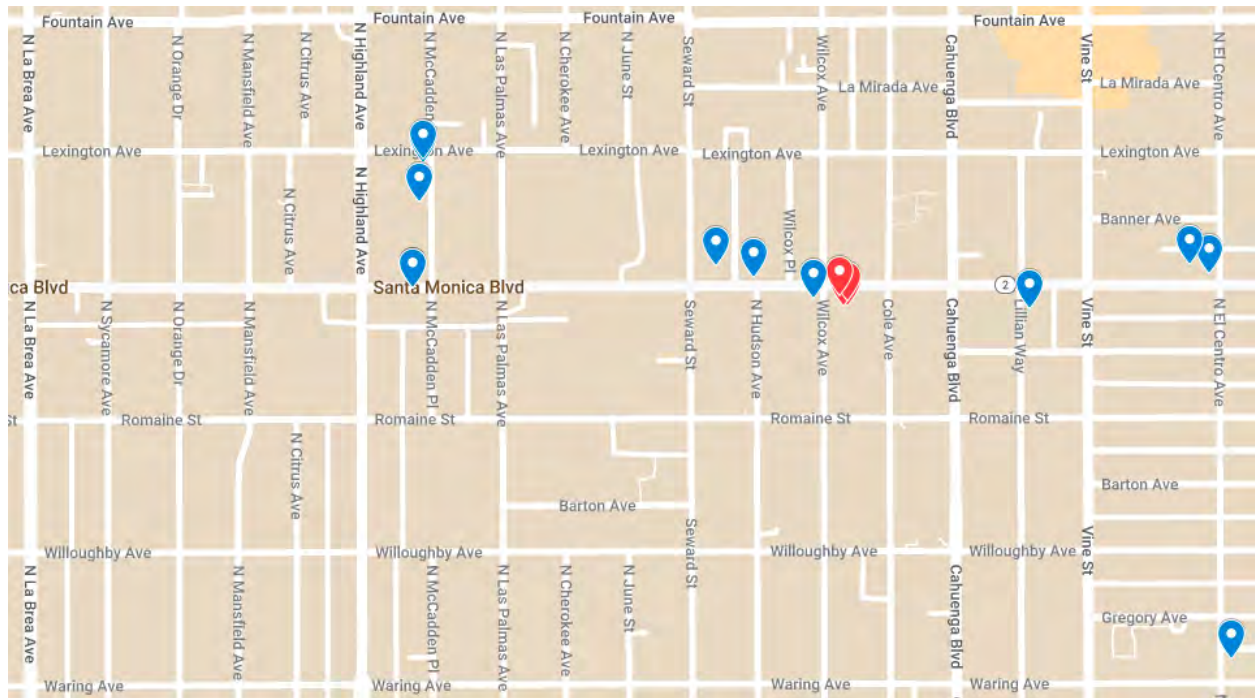 Fountain Ave
Fountain Ave
Fountain Ave
Fountain Ave
N La Brea Ave
N Orange Dr
N Mansfield Ave
N Citrus Ave
N Highland Ave
N McCadden
N Las Palmas Ave
N Cherokee Ave
N June St
Seward St
Wilcox Ave
Cahuenga Blvd
Vine St
N El Centro Ave
La Mirada Ave
La Mirada Ave
Lexington Ave
Lexington Ave
Lexington Ave
Lexington Ave
Lexington Ave
N Highland Ave
N Citrus Ave
Wilcox Pl
Banner Ave
ca Blvd
Santa Monica Blvd
2
N La Brea Ave
N Sycamore Ave
N Orange Dr
N Mansfield Ave
N McCadden Pl
N Las Palmas Ave
Seward St
N Hudson Ave
Wilcox Ave
Cole Ave
Cahuenga Blvd
Lillian Way
Vine St
N El Centro Ave
St
Romaine St
Romaine St
Romaine St
Romaine St
N Citrus Ave
Barton Ave
Barton Ave
Seward St
Vine St
Willoughby Ave
Willoughby Ave
Willoughby Ave
Willoughby Ave
N La Brea Ave
N Mansfield Ave
N McCadden Pl
N Las Palmas Ave
N Cherokee Ave
N June St
Cahuenga Blvd
Gregory Ave
Waring Ave
Waring Ave
Waring Ave
Waring Ave